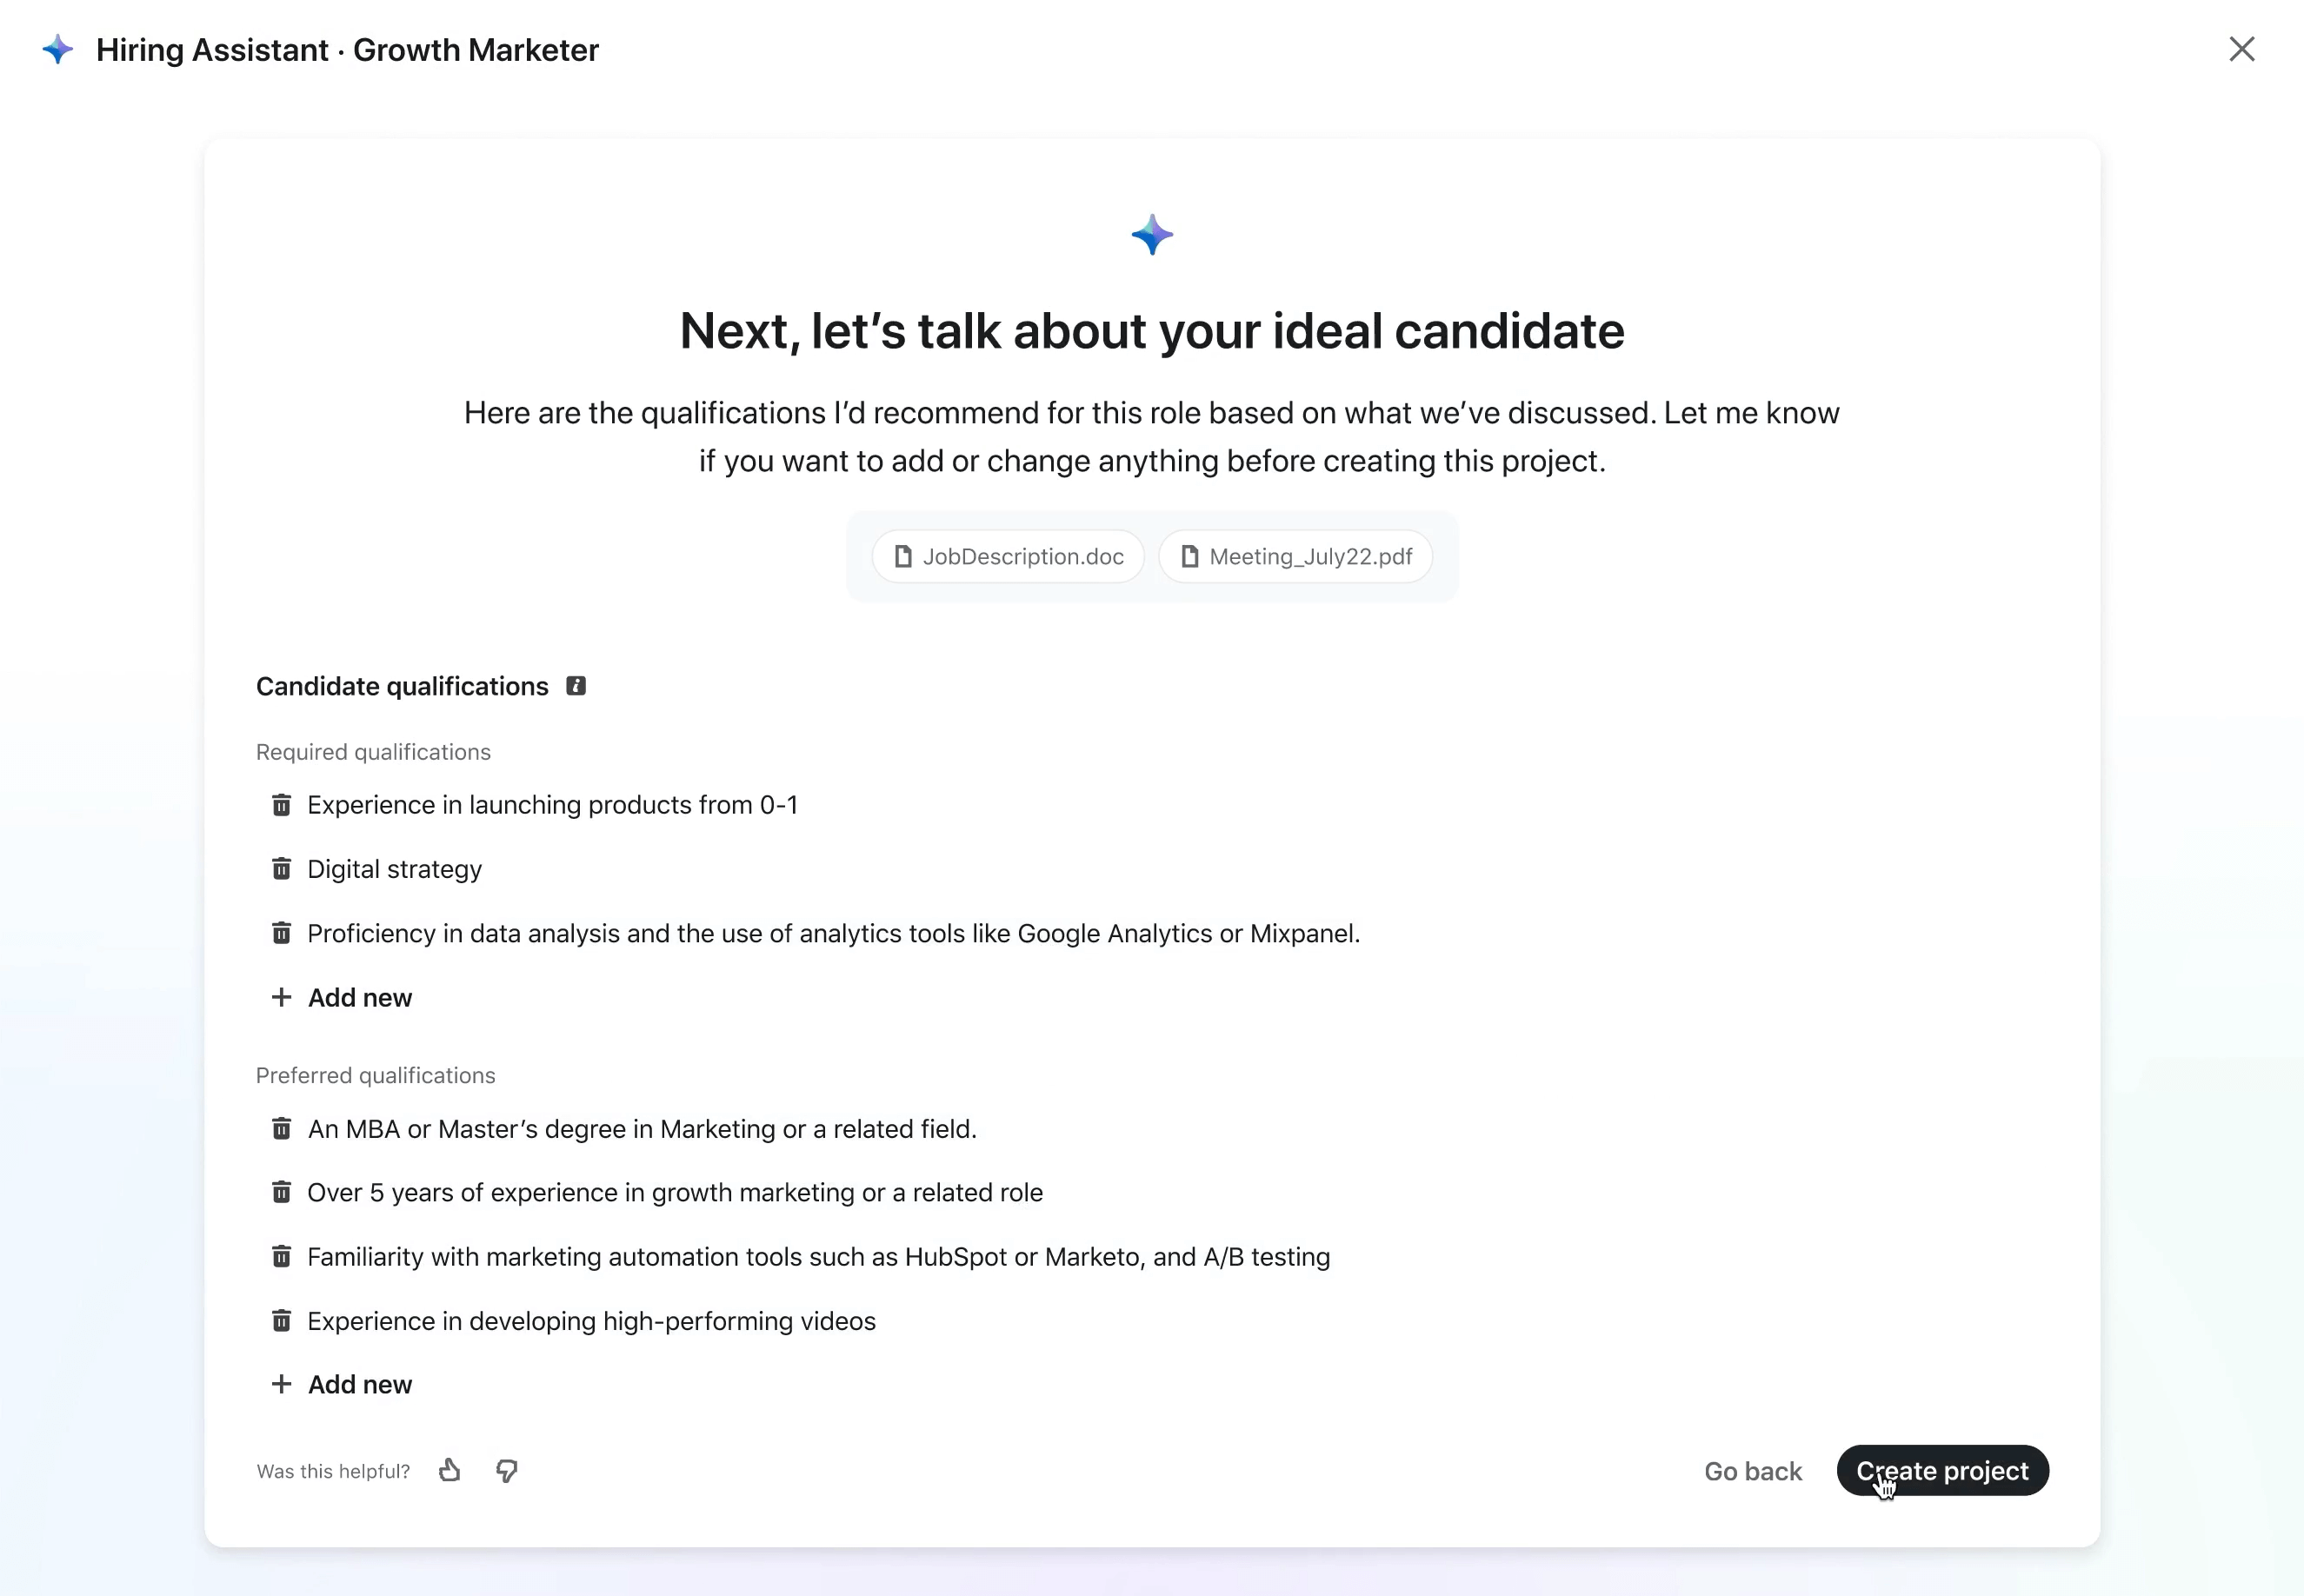 Hiring Assistant · Growth Marketer
Next, let’s talk about your ideal candidate
Here are the qualifications I’d recommend for this role based on what we’ve discussed. Let me know
if you want to add or change anything before creating this project.
JobDescription.doc
Meeting_July22.pdf
Candidate qualifications
Required qualifications
Experience in launching products from 0-1
Digital strategy
Proficiency in data analysis and the use of analytics tools like Google Analytics or Mixpanel.
Add new
Preferred qualifications
An MBA or Master’s degree in Marketing or a related field.
Over 5 years of experience in growth marketing or a related role
Familiarity with marketing automation tools such as HubSpot or Marketo, and A/B testing
Experience in developing high-performing videos
Add new
Was this helpful?
Go back
Create project